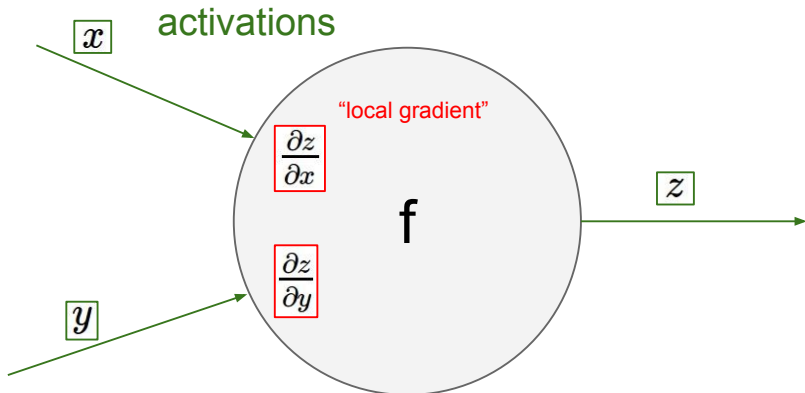 activations
x
“local gradient”
∂z
∂x
z
f
∂z
∂y
y